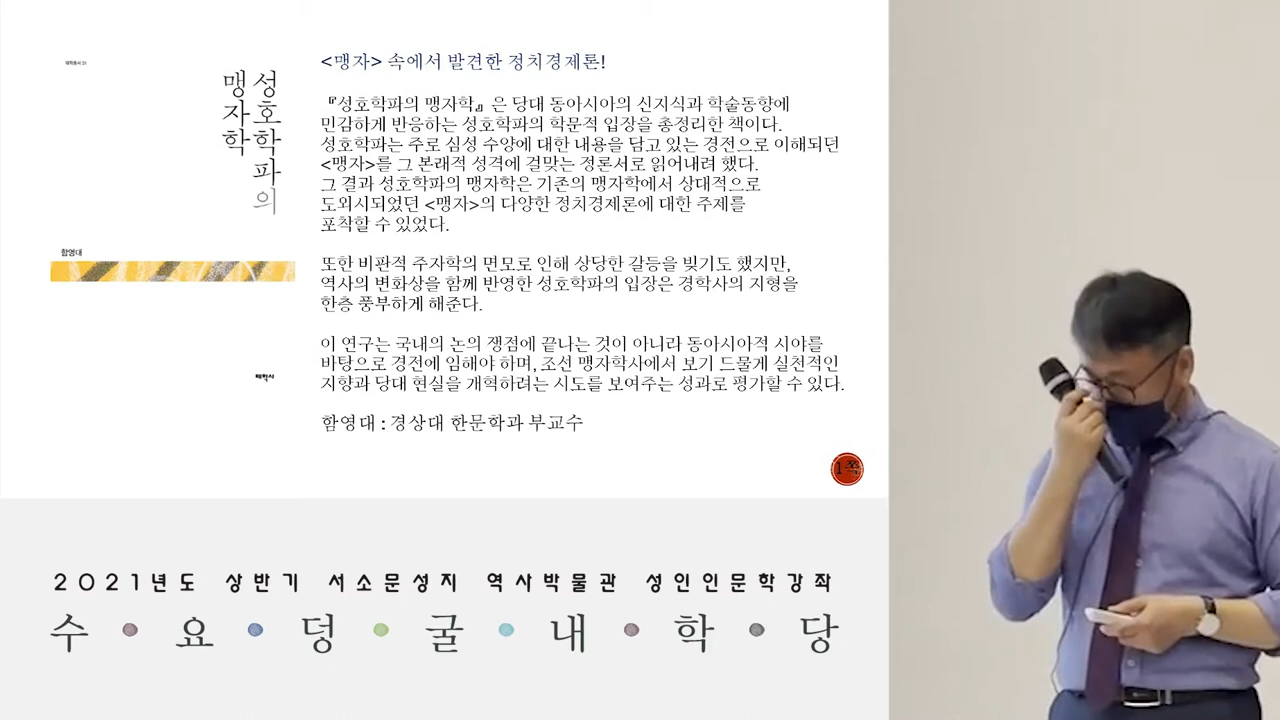 태학총서 31
성호학파의
맹자학
함영대
태학사
<맹자> 속에서 발견한 정치경제론!
『성호학파의 맹자학』은 당대 동아시아의 신지식과 학술동향에
민감하게 반응하는 성호학파의 학문적 입장을 총정리한 책이다.
성호학파는 주로 심성 수양에 대한 내용을 담고 있는 경전으로 이해되던
<맹자>를 그 본래적 성격에 걸맞는 정론서로 읽어내려 했다.
그 결과 성호학파의 맹자학은 기존의 맹자학에서 상대적으로
도외시되었던 <맹자>의 다양한 정치경제론에 대한 주제를
포착할 수 있었다.
또한 비판적 주자학의 면모로 인해 상당한 갈등을 빚기도 했지만,
역사의 변화상을 함께 반영한 성호학파의 입장은 경학사의 지형을
한층 풍부하게 해준다.
이 연구는 국내의 논의 쟁점에 끝나는 것이 아니라 동아시아적 시야를
바탕으로 경전에 임해야 하며, 조선 맹자학사에서 보기 드물게 실천적인
지향과 당대 현실을 개혁하려는 시도를 보여주는 성과로 평가할 수 있다.
함영대 : 경상대 한문학과 부교수
1쪽
2021년도 상반기 서소문성지 역사박물관 성인인문학강좌
수·요·덩·굴·내·학·당